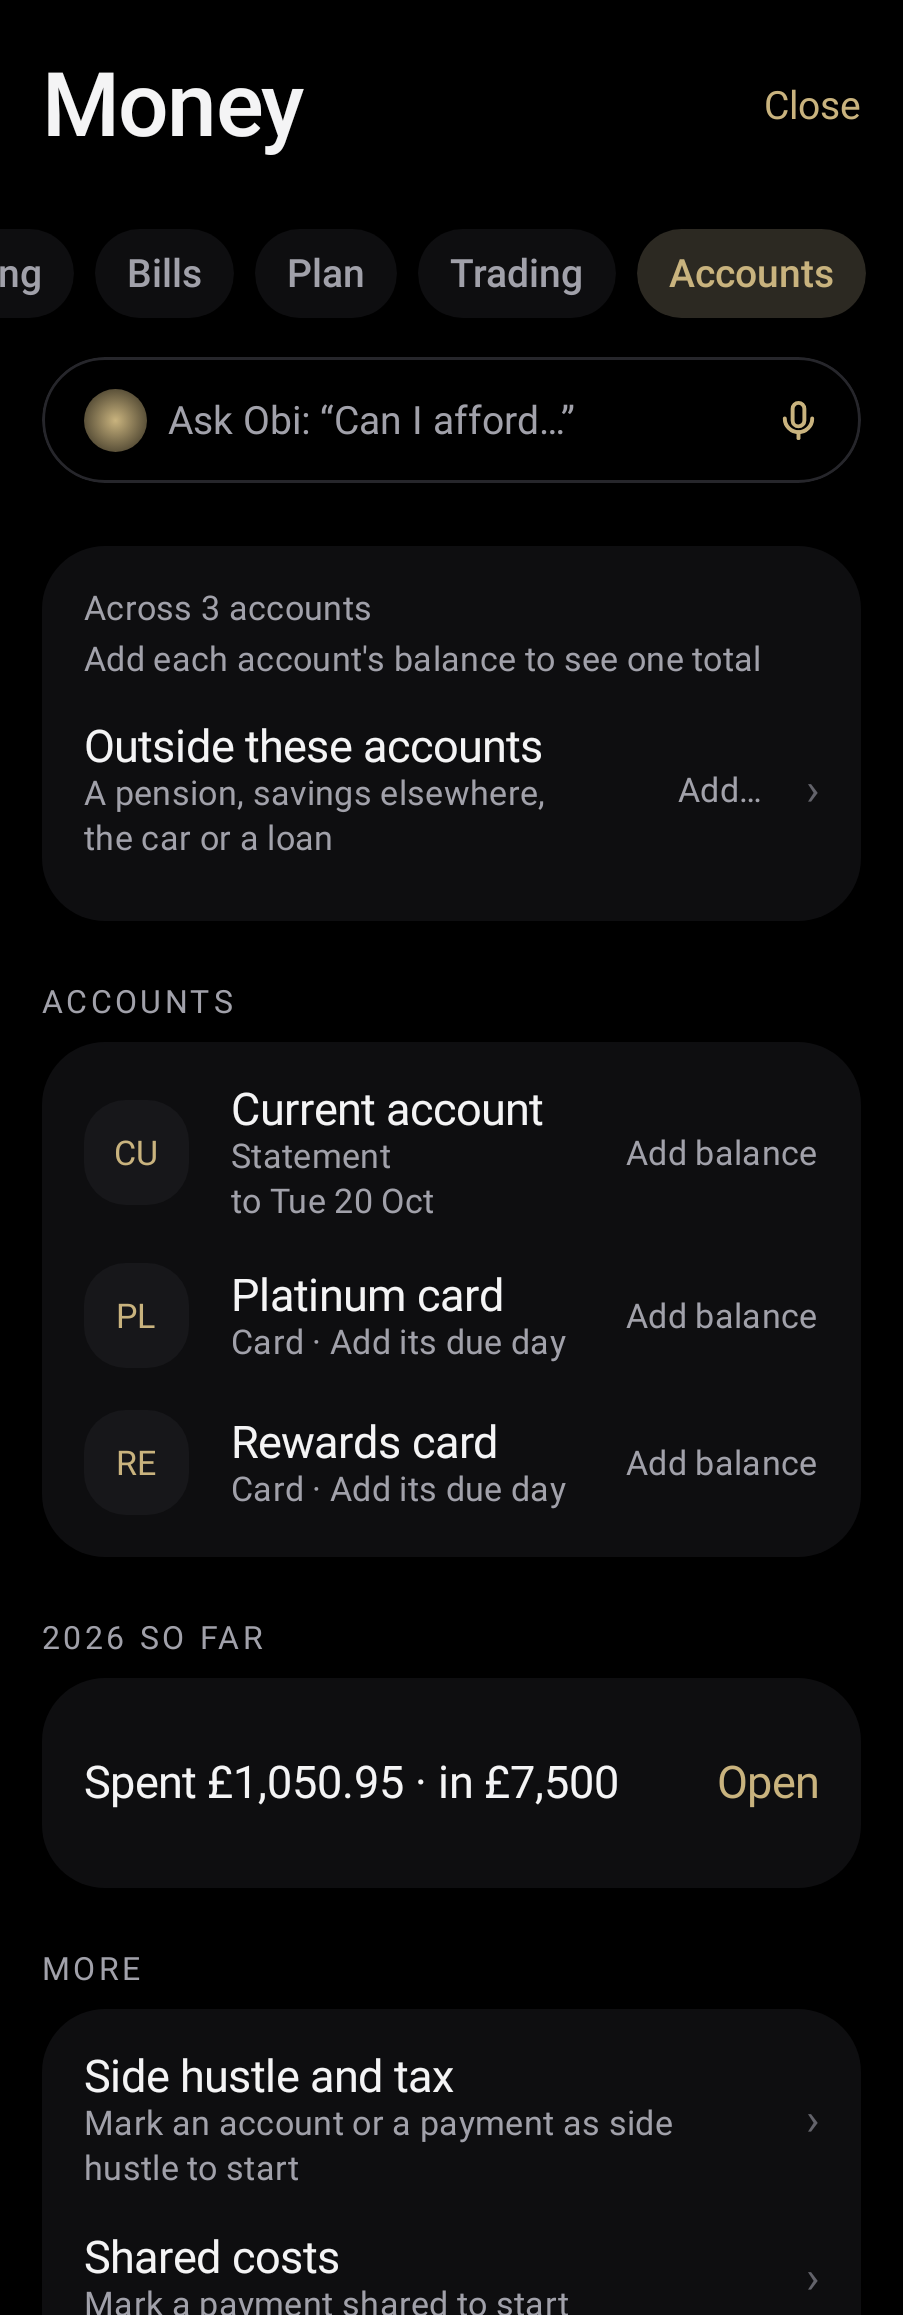 Money
Close
ng
Bills
Plan
Trading
Accounts
Ask Obi: “Can I afford...”
Across 3 accounts
Add each account's balance to see one total
Outside these accounts
A pension, savings elsewhere,
the car or a loan
Add... ›
ACCOUNTS
CU
Current account
Statement
to Tue 20 Oct
Add balance
PL
Platinum card
Card · Add its due day
Add balance
RE
Rewards card
Card · Add its due day
Add balance
2026 SO FAR
Spent £1,050.95 · in £7,500
Open
MORE
Side hustle and tax
Mark an account or a payment as side
hustle to start
›
Shared costs
Mark a payment shared to start
›